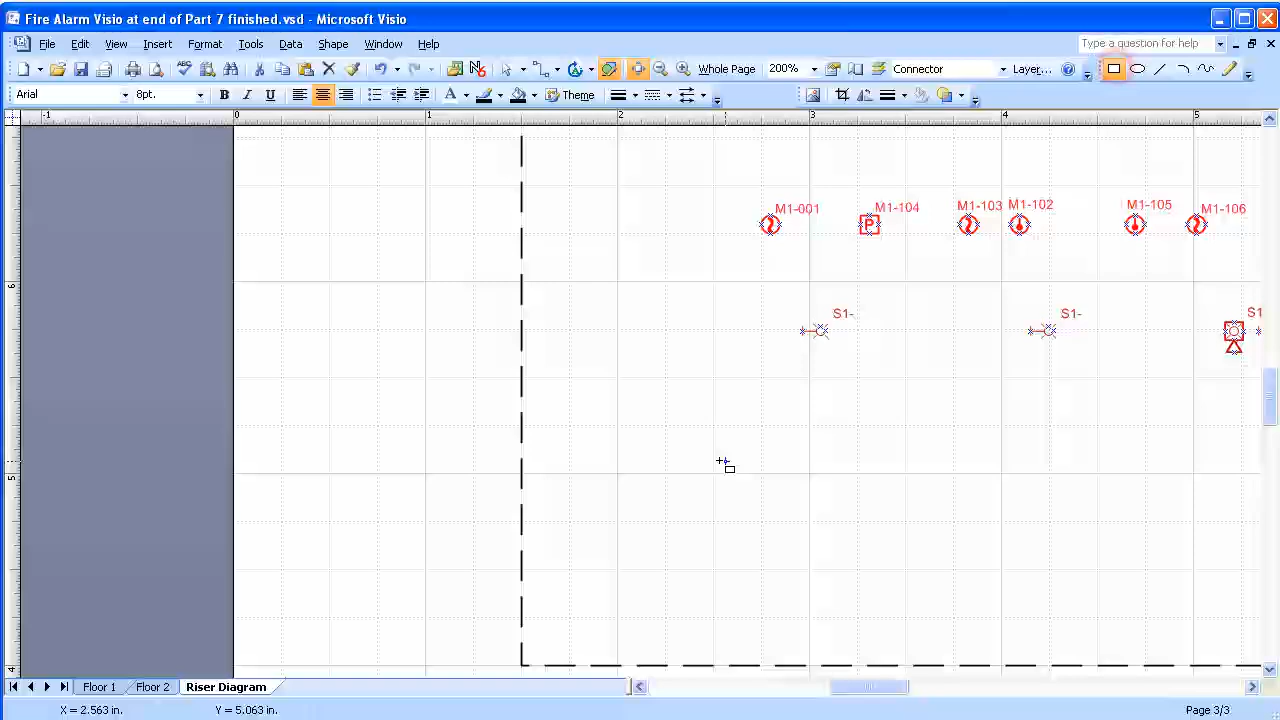 Fire Alarm Visio at end of Part 7 finished.vsd - Microsoft Visio
File Edit View Insert Format Tools Data Shape Window Help Type a question for help
Whole Page 200% Connector Layer...
Arial 8pt. B I U A Theme
-1 0 1 2 3 4 5
M1-001 M1-104 M1-103 M1-102 M1-105 M1-106
P
6
S1- S1- S1
5
4
Floor 1 Floor 2 Riser Diagram
X = 2.563 in. Y = 5.063 in. Page 3/3